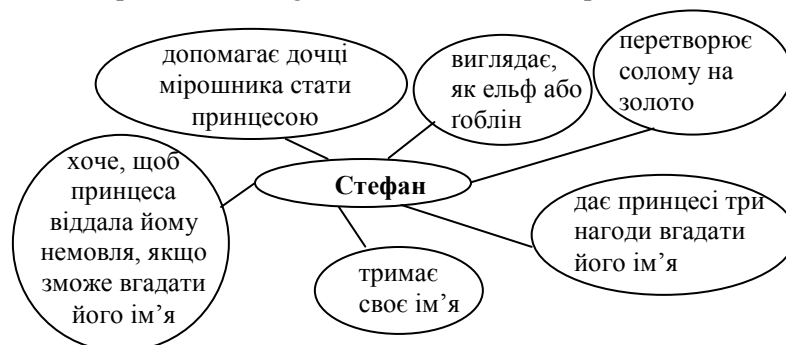 допомагає дочці
мірошника стати
принцесою
виглядає,
як ельф або
ґоблін
перетворює
солому на
золото
хоче, щоб
принцеса
віддала йому
немовля, якщо
зможе вгадати
його ім’я
Стефан
дає принцесі три
нагоди вгадати
його ім’я
тримає
своє ім’я